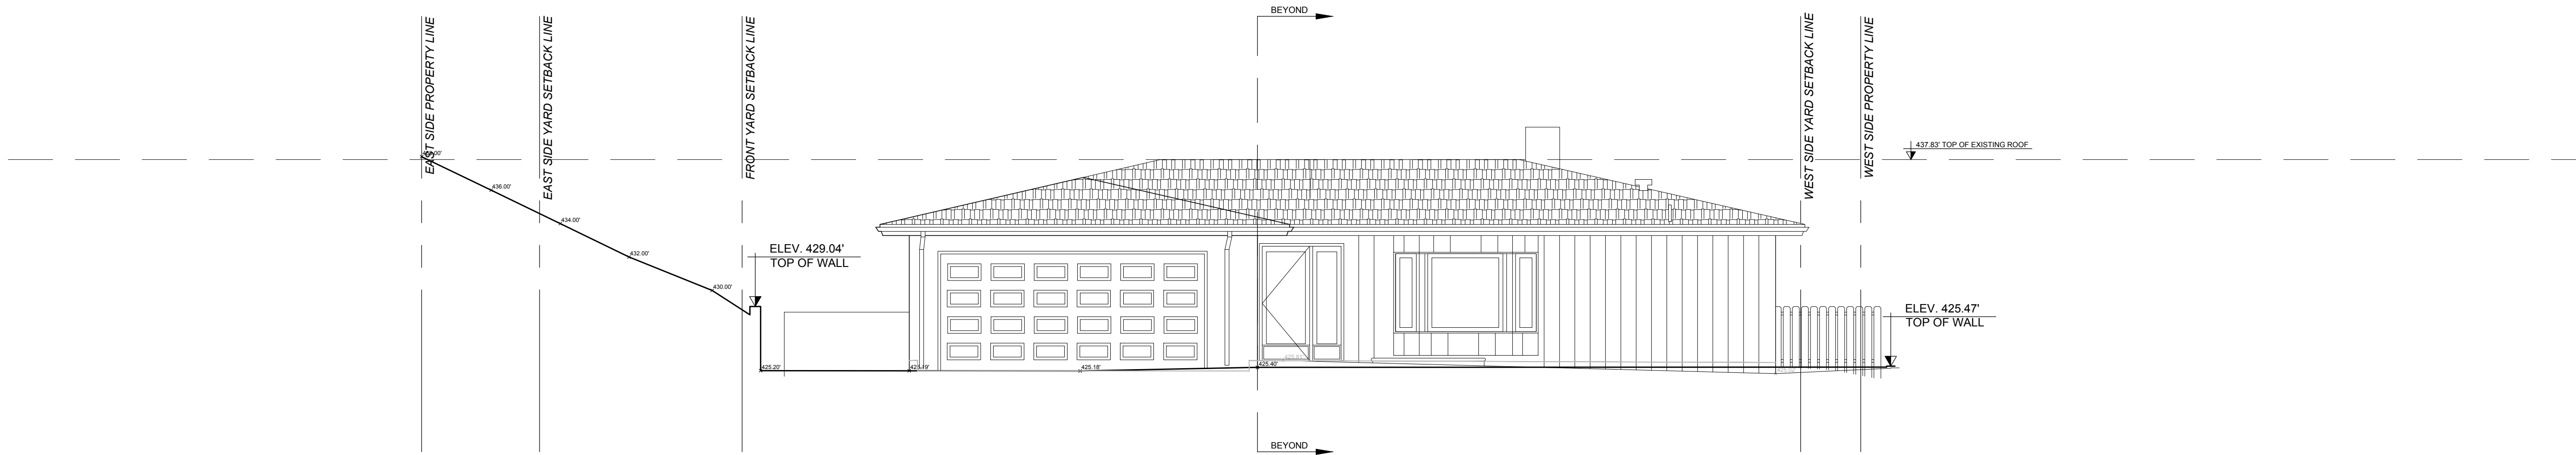 BEYOND
EAST SIDE PROPERTY LINE
EAST SIDE YARD SETBACK LINE
FRONT YARD SETBACK LINE
WEST SIDE YARD SETBACK LINE
WEST SIDE PROPERTY LINE
437.83' TOP OF EXISTING ROOF
436.00'
434.00'
432.00'
430.00'
ELEV. 429.04'
TOP OF WALL
ELEV. 425.47'
TOP OF WALL
425.20'
425.19'
425.18'
425.40'
BEYOND